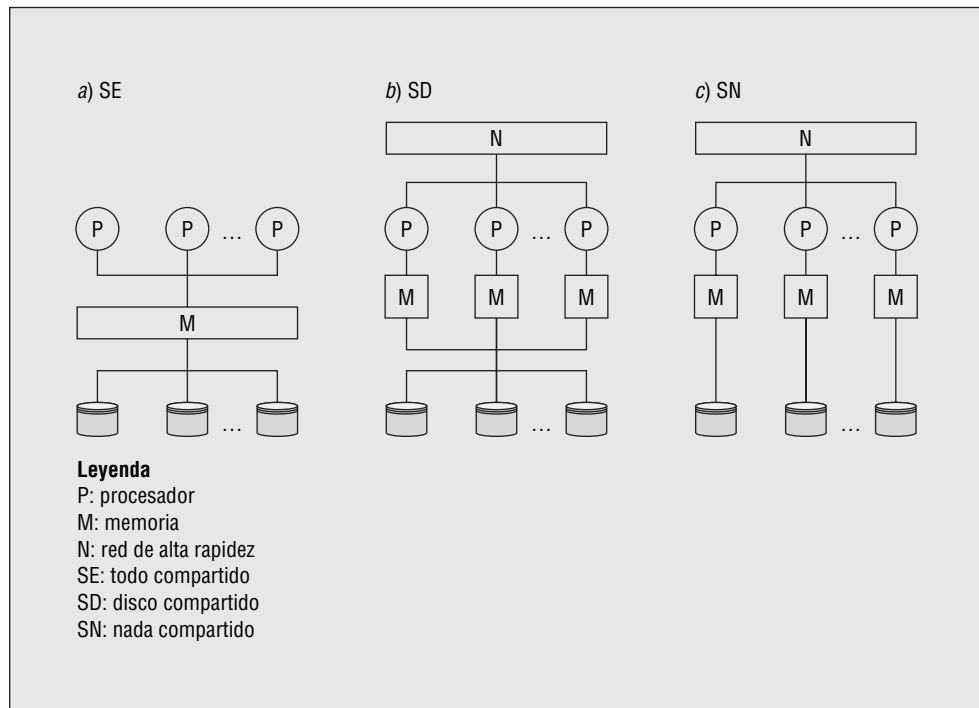 a) SE
b) SD
c) SN
N
N
P P … P
P P … P
P P … P
M M M
M M M
M
…
…
…
Leyenda
P: procesador
M: memoria
N: red de alta rapidez
SE: todo compartido
SD: disco compartido
SN: nada compartido